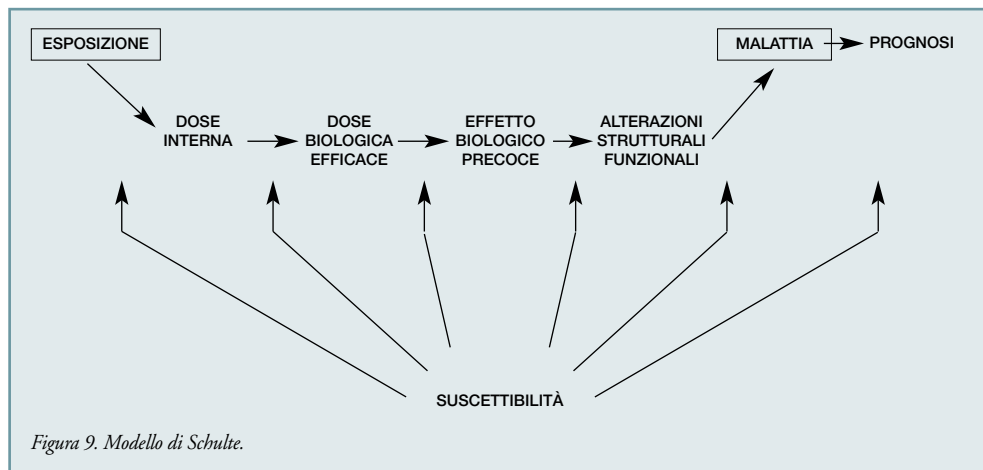 ESPOSIZIONE
MALATTIA
PROGNOSI
DOSE
INTERNA
DOSE
BIOLOGICA
EFFICACE
EFFETTO
BIOLOGICO
PRECOCE
ALTERAZIONI
STRUTTURALI
FUNZIONALI
SUSCETTIBILITÀ
Figura 9. Modello di Schulte.